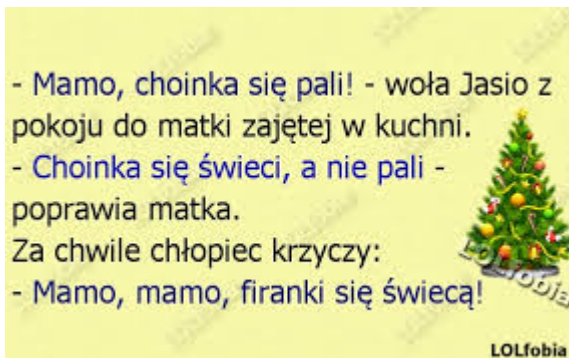 - Mamo, choinka się pali! - woła Jasio z
pokoju do matki zajętej w kuchni.
- Choinka się świeci, a nie pali -
poprawia matka.
Za chwile chłopiec krzyczy:
- Mamo, mamo, firanki się świecą!
LOLfobia
LOLfobia